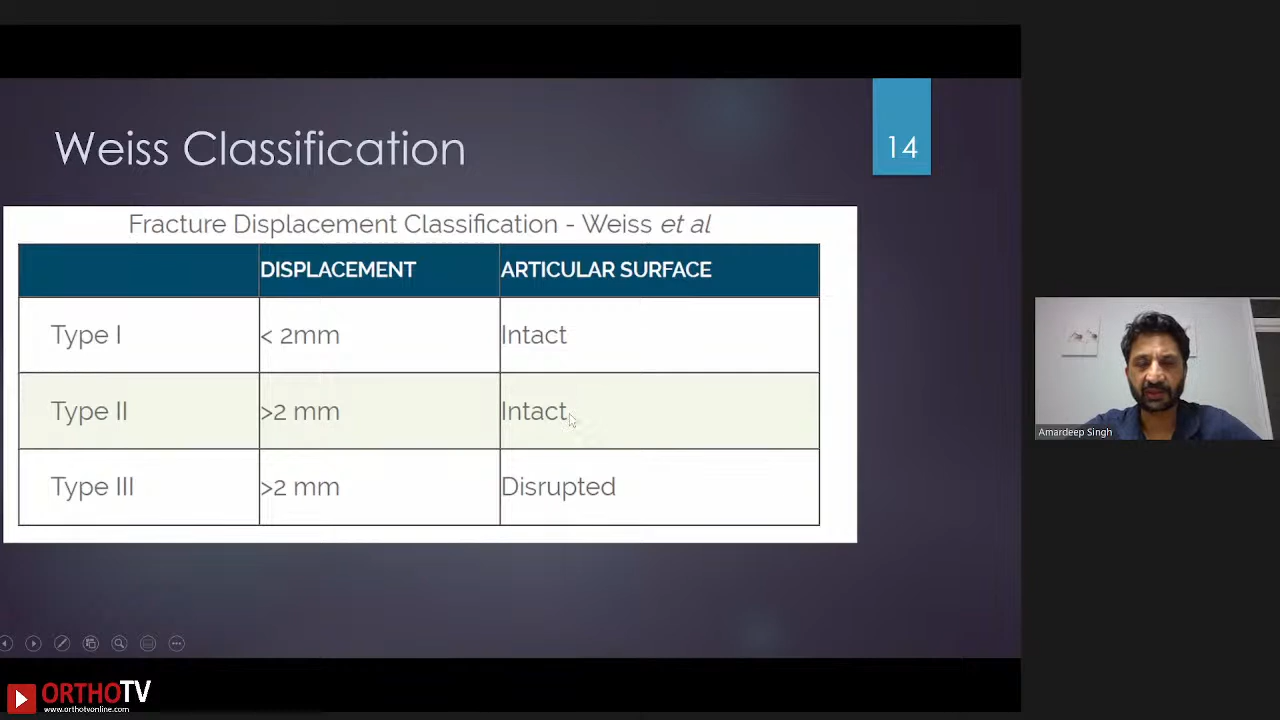 Weiss Classification
14
Fracture Displacement Classification - Weiss et al
DISPLACEMENT ARTICULAR SURFACE
Type I < 2mm Intact
Type II >2 mm Intact
Type III >2 mm Disrupted
Amardeep Singh
ORTHOTV
www.orthotvonline.com